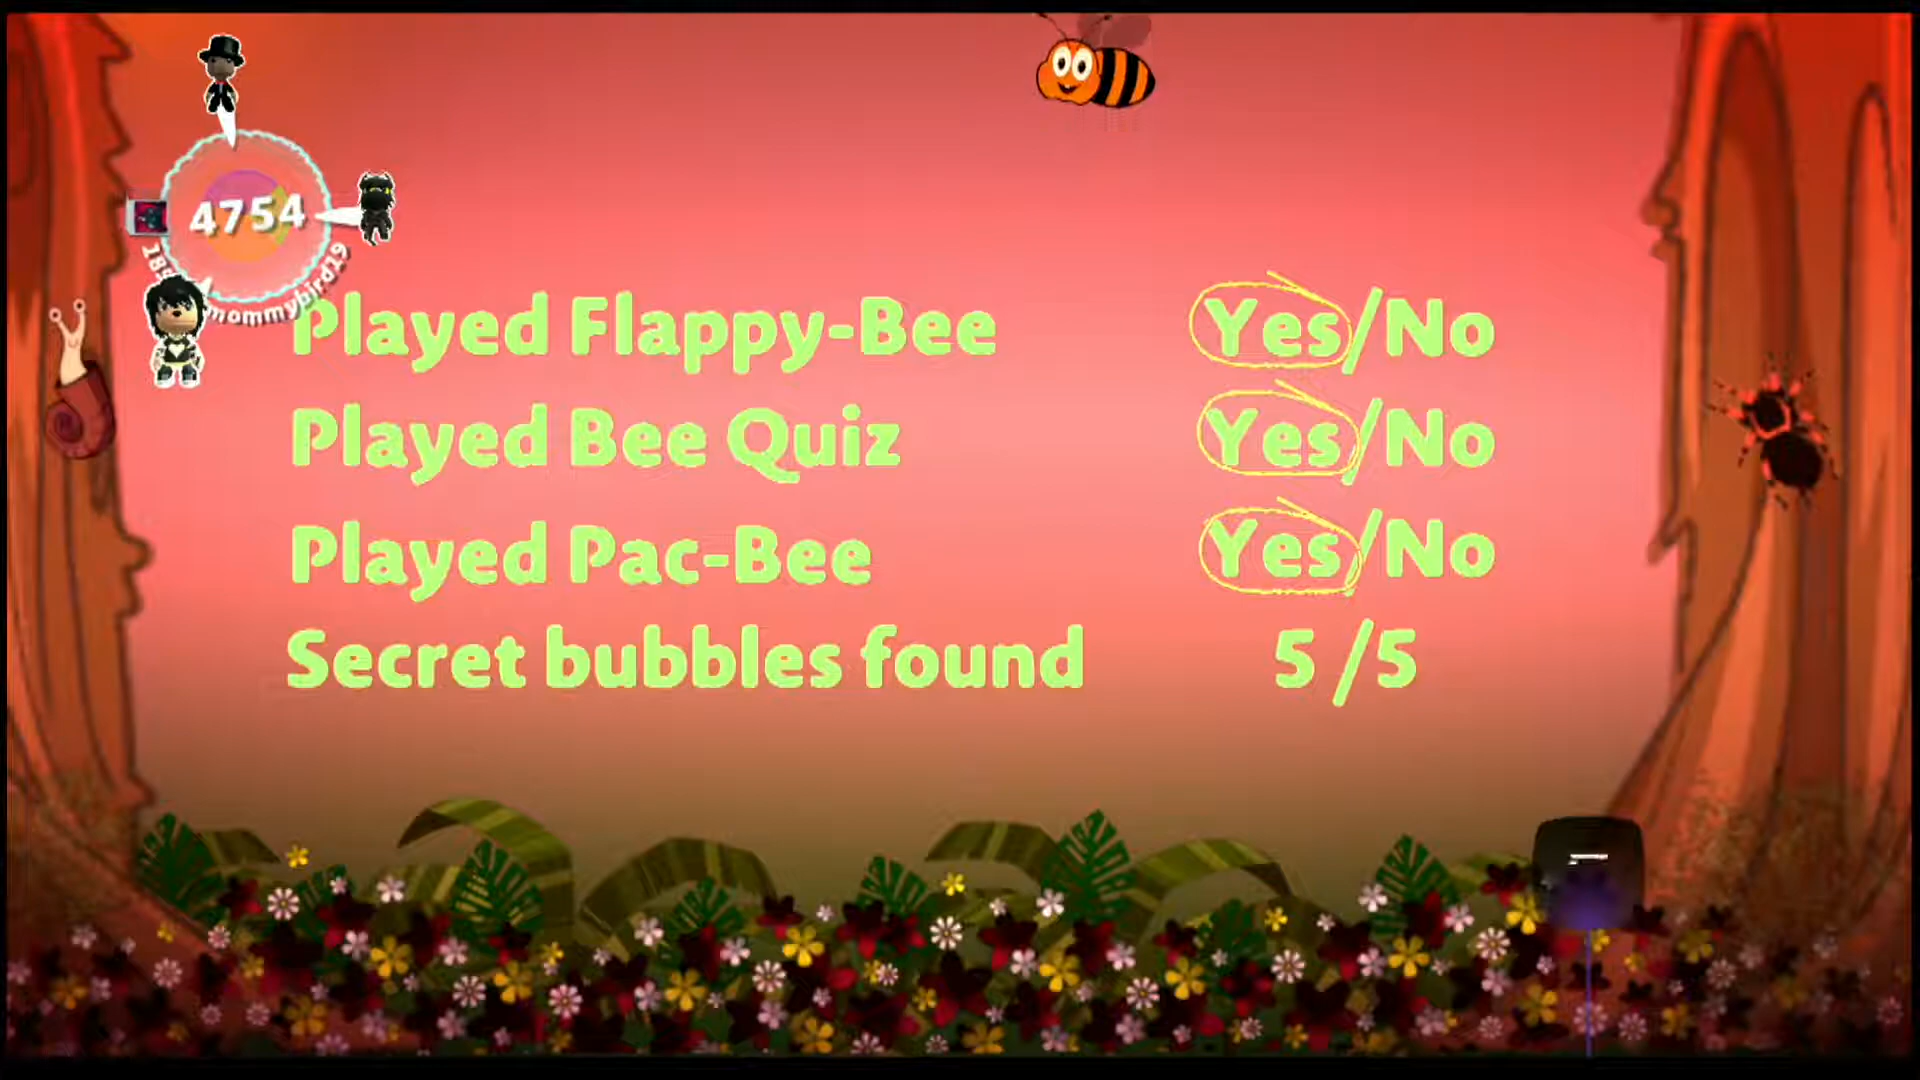 4754
mommybird19
Played Flappy-Bee Yes/No
Played Bee Quiz Yes/No
Played Pac-Bee Yes/No
Secret bubbles found 5/5